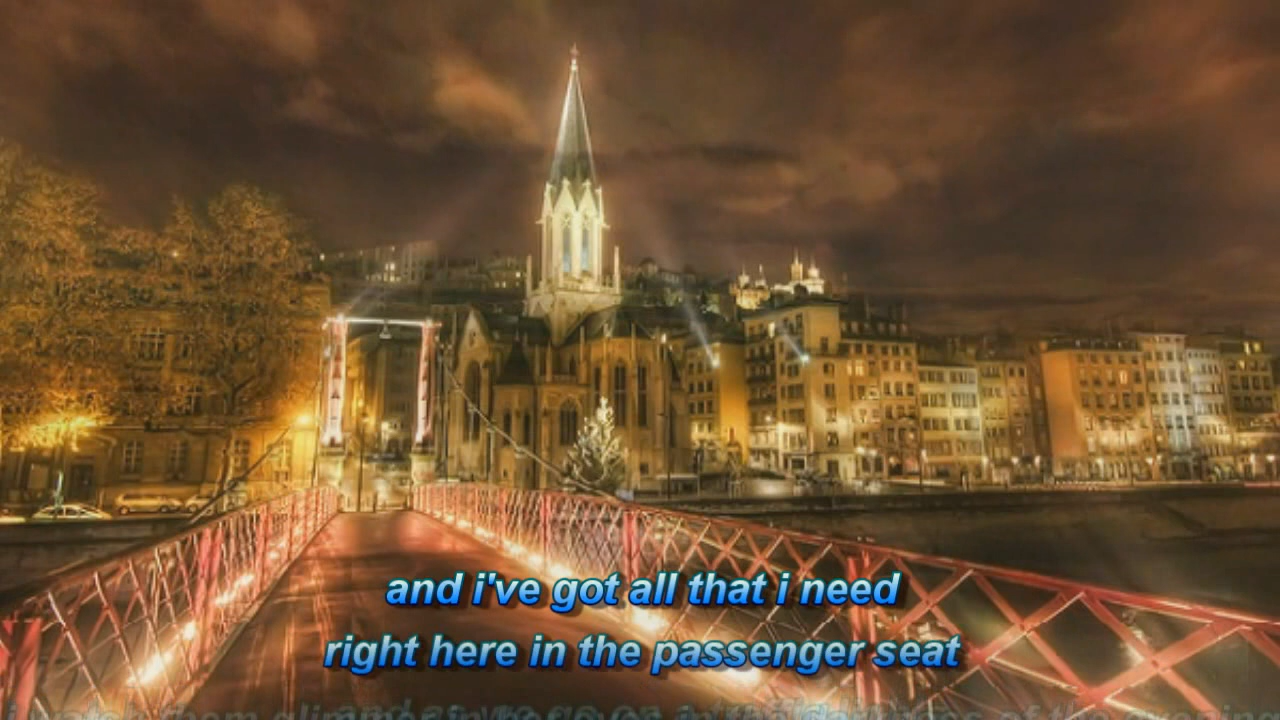 and i've got all that i need
right here in the passenger seat